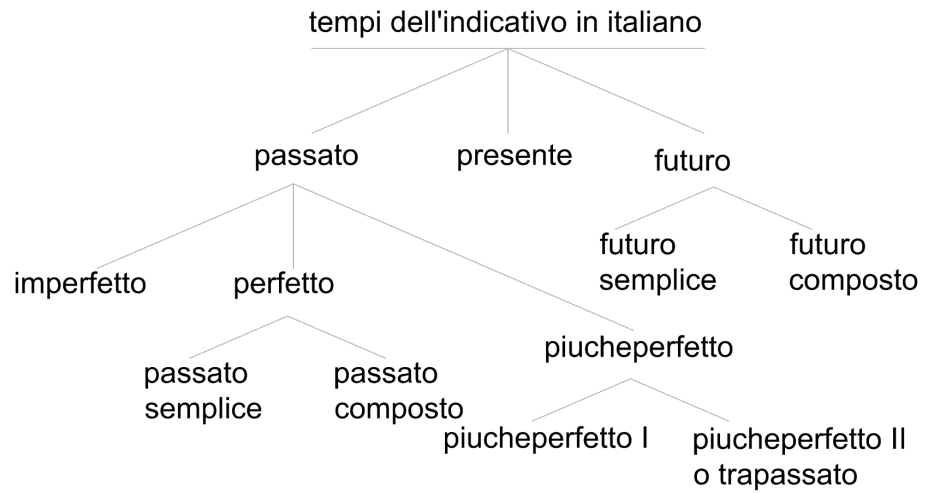 tempi dell'indicativo in italiano
passato
presente
futuro
imperfetto
perfetto
futuro
semplice
futuro
composto
piucheperfetto
passato
semplice
passato
composto
piucheperfetto I
piucheperfetto II
o trapassato